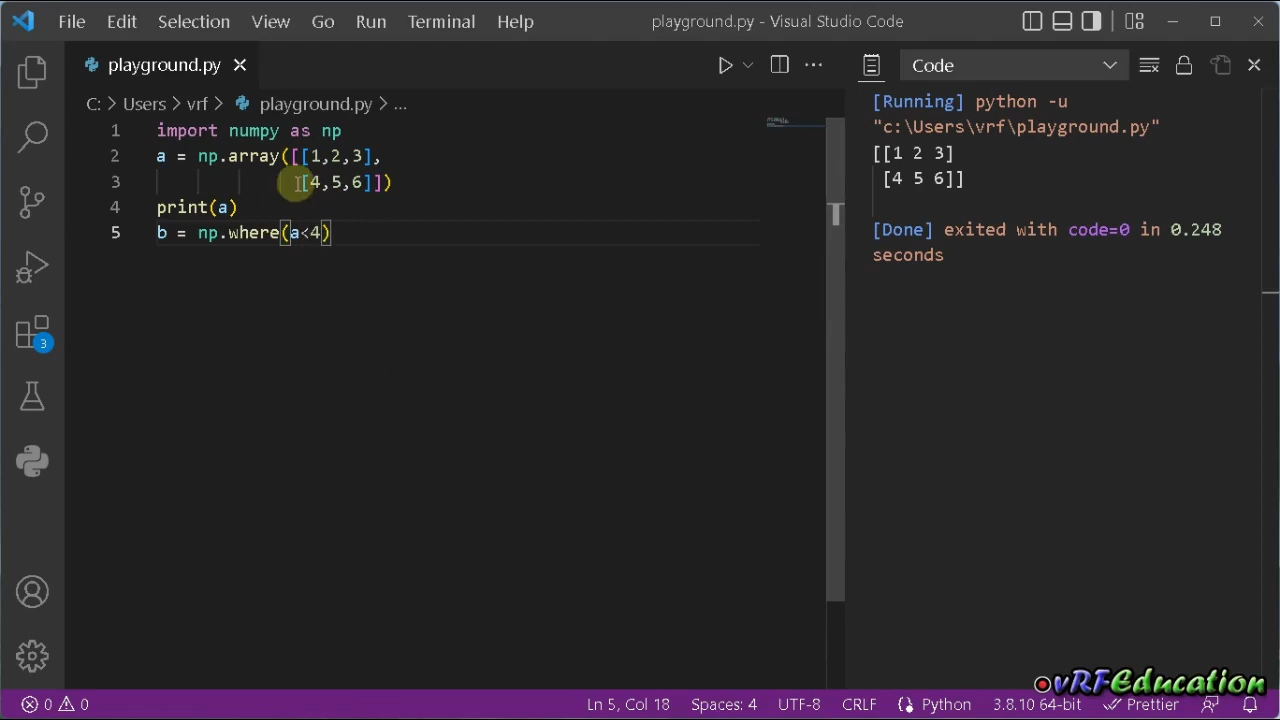 File Edit Selection View Go Run Terminal Help playground.py - Visual Studio Code
playground.py
C: > Users > vrf > playground.py > ...
1 import numpy as np
2 a = np.array([[1,2,3],
3 [4,5,6]])
4 print(a)
5 b = np.where(a<4)
Code
[Running] python -u
"c:\Users\vrf\playground.py"
[[1 2 3]
[4 5 6]]
[Done] exited with code=0 in 0.248
seconds
3
vRFEducation
0 0 Ln 5, Col 18 Spaces: 4 UTF-8 CRLF Python 3.8.10 64-bit Prettier